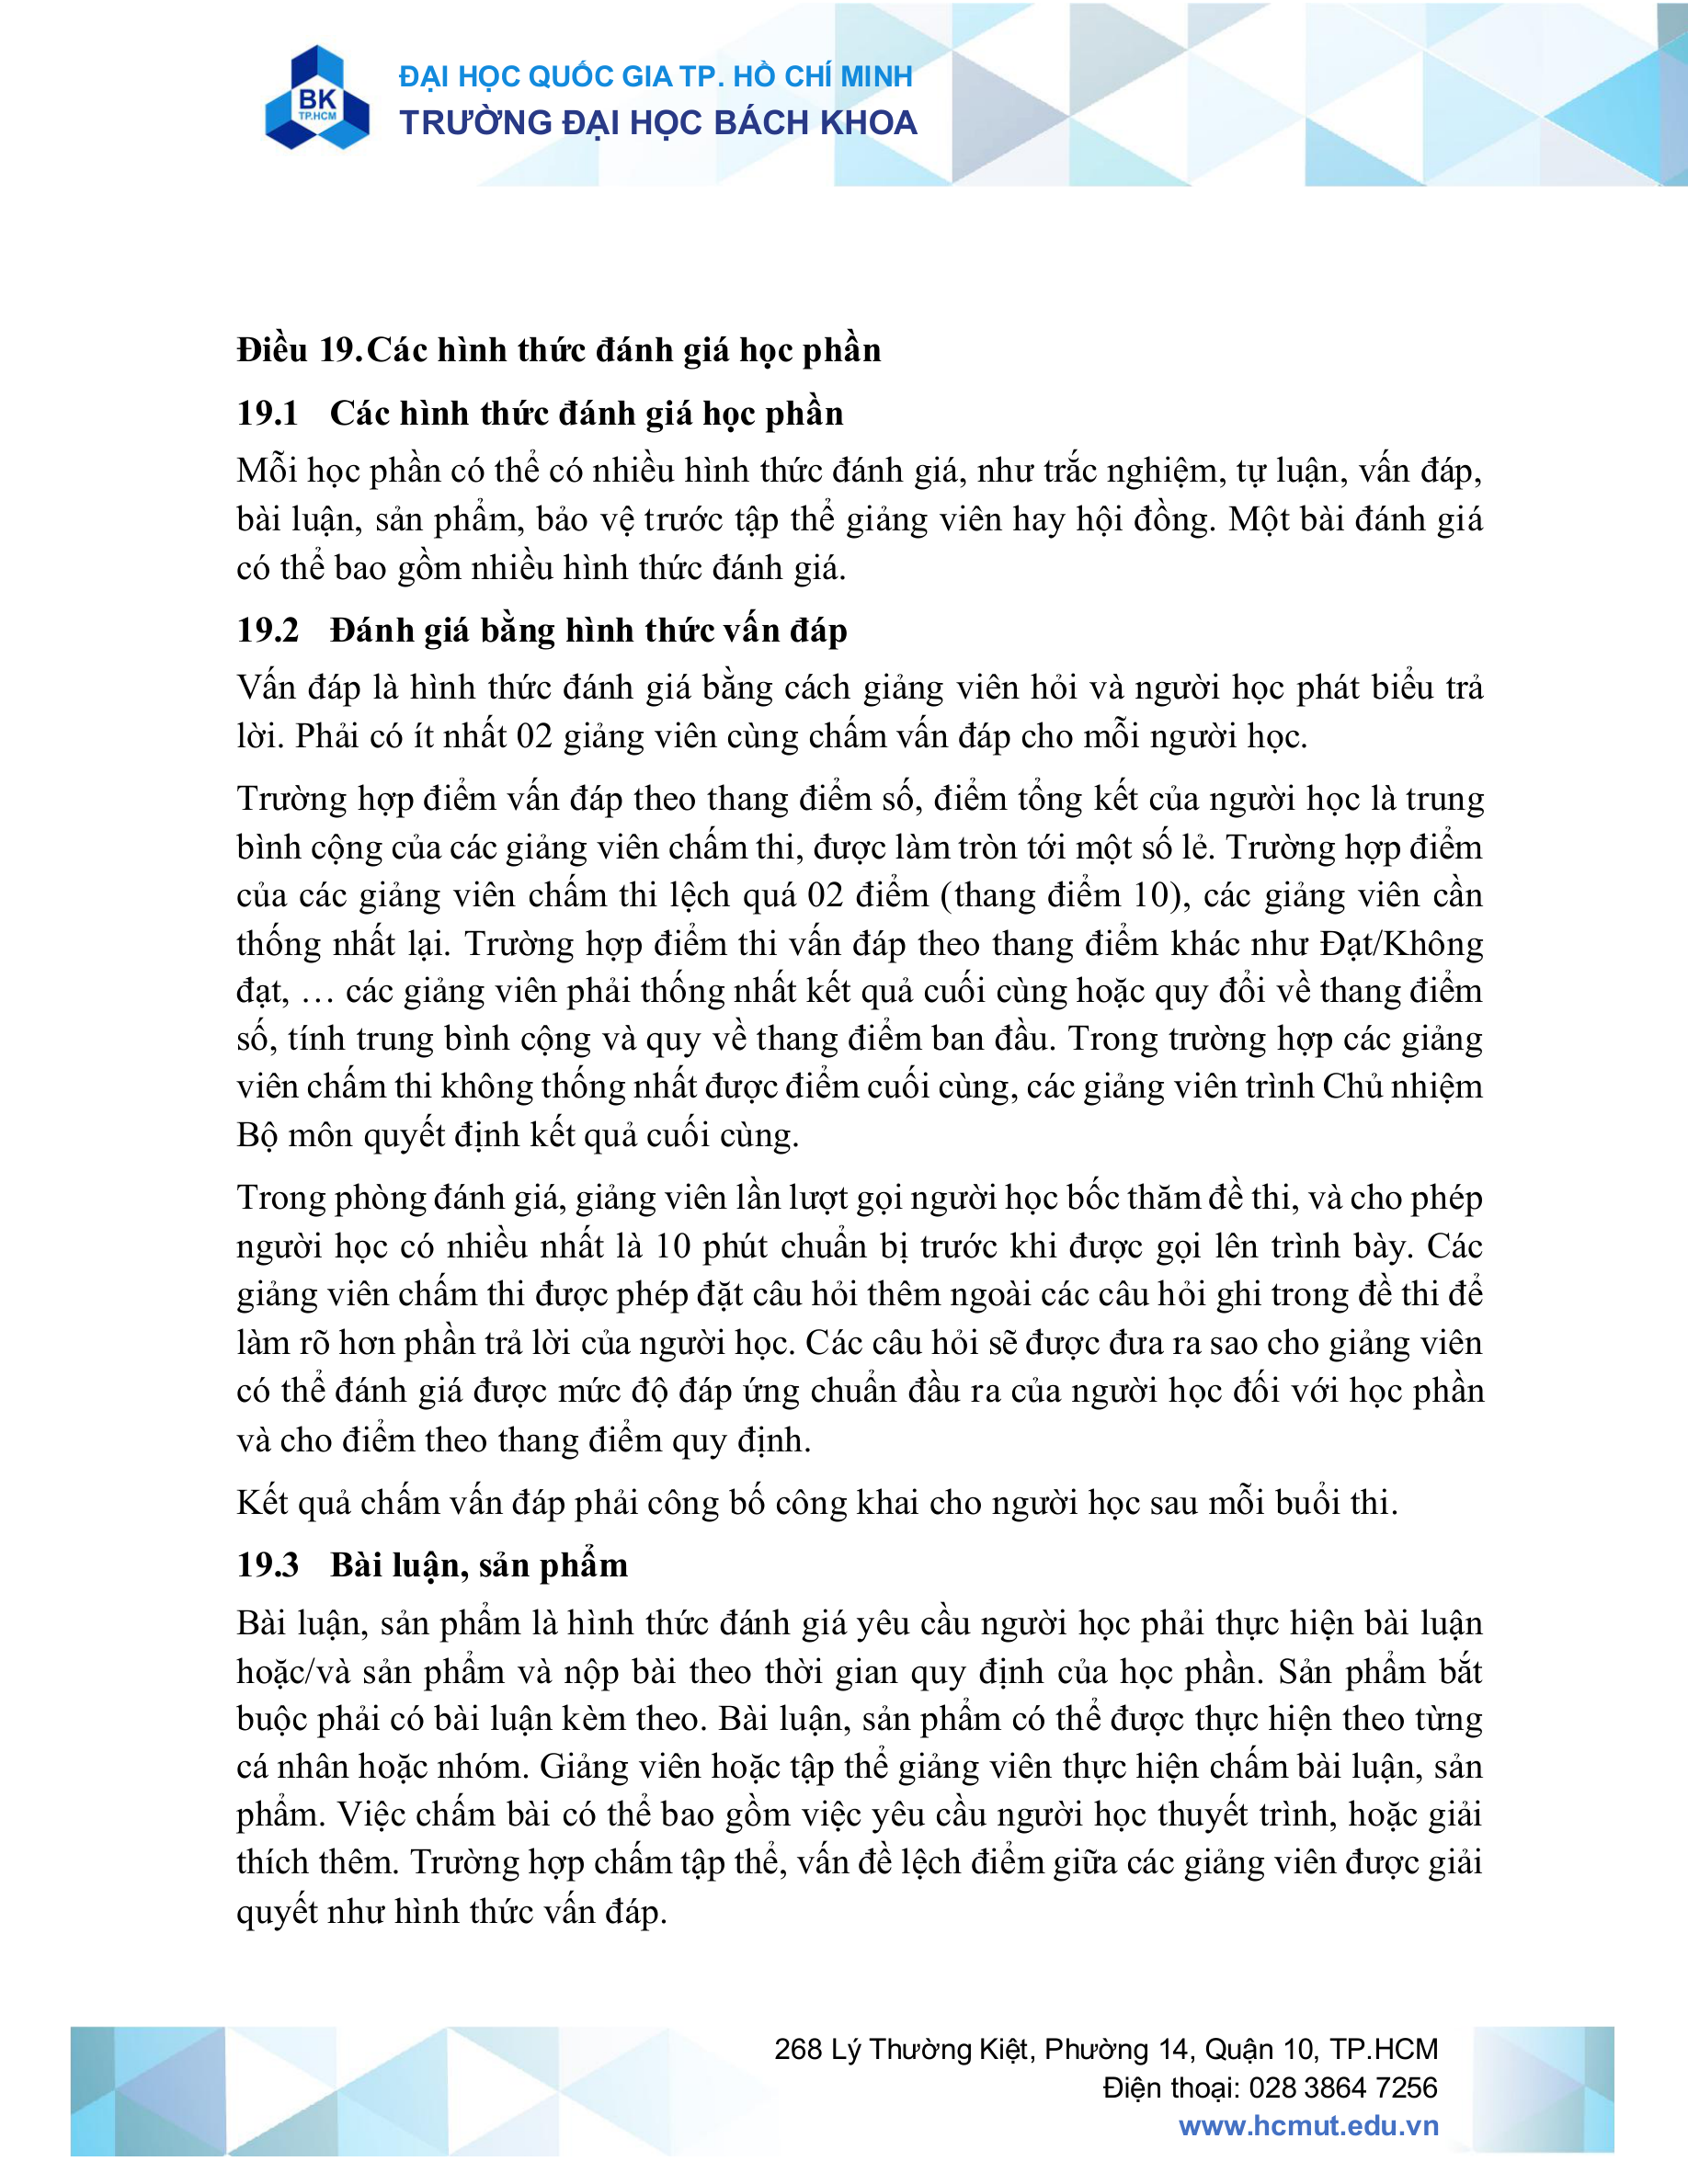 BK
TP.HCM
ĐẠI HỌC QUỐC GIA TP. HỒ CHÍ MINH
TRƯỜNG ĐẠI HỌC BÁCH KHOA
Điều 19. Các hình thức đánh giá học phần
19.1 Các hình thức đánh giá học phần
Mỗi học phần có thể có nhiều hình thức đánh giá, như trắc nghiệm, tự luận, vấn đáp,
bài luận, sản phẩm, bảo vệ trước tập thể giảng viên hay hội đồng. Một bài đánh giá
có thể bao gồm nhiều hình thức đánh giá.
19.2 Đánh giá bằng hình thức vấn đáp
Vấn đáp là hình thức đánh giá bằng cách giảng viên hỏi và người học phát biểu trả
lời. Phải có ít nhất 02 giảng viên cùng chấm vấn đáp cho mỗi người học.
Trường hợp điểm vấn đáp theo thang điểm số, điểm tổng kết của người học là trung
bình cộng của các giảng viên chấm thi, được làm tròn tới một số lẻ. Trường hợp điểm
của các giảng viên chấm thi lệch quá 02 điểm (thang điểm 10), các giảng viên cần
thống nhất lại. Trường hợp điểm thi vấn đáp theo thang điểm khác như Đạt/Không
đạt, … các giảng viên phải thống nhất kết quả cuối cùng hoặc quy đổi về thang điểm
số, tính trung bình cộng và quy về thang điểm ban đầu. Trong trường hợp các giảng
viên chấm thi không thống nhất được điểm cuối cùng, các giảng viên trình Chủ nhiệm
Bộ môn quyết định kết quả cuối cùng.
Trong phòng đánh giá, giảng viên lần lượt gọi người học bốc thăm đề thi, và cho phép
người học có nhiều nhất là 10 phút chuẩn bị trước khi được gọi lên trình bày. Các
giảng viên chấm thi được phép đặt câu hỏi thêm ngoài các câu hỏi ghi trong đề thi để
làm rõ hơn phần trả lời của người học. Các câu hỏi sẽ được đưa ra sao cho giảng viên
có thể đánh giá được mức độ đáp ứng chuẩn đầu ra của người học đối với học phần
và cho điểm theo thang điểm quy định.
Kết quả chấm vấn đáp phải công bố công khai cho người học sau mỗi buổi thi.
19.3 Bài luận, sản phẩm
Bài luận, sản phẩm là hình thức đánh giá yêu cầu người học phải thực hiện bài luận
hoặc/và sản phẩm và nộp bài theo thời gian quy định của học phần. Sản phẩm bắt
buộc phải có bài luận kèm theo. Bài luận, sản phẩm có thể được thực hiện theo từng
cá nhân hoặc nhóm. Giảng viên hoặc tập thể giảng viên thực hiện chấm bài luận, sản
phẩm. Việc chấm bài có thể bao gồm việc yêu cầu người học thuyết trình, hoặc giải
thích thêm. Trường hợp chấm tập thể, vấn đề lệch điểm giữa các giảng viên được giải
quyết như hình thức vấn đáp.
268 Lý Thường Kiệt, Phường 14, Quận 10, TP.HCM
Điện thoại: 028 3864 7256
www.hcmut.edu.vn